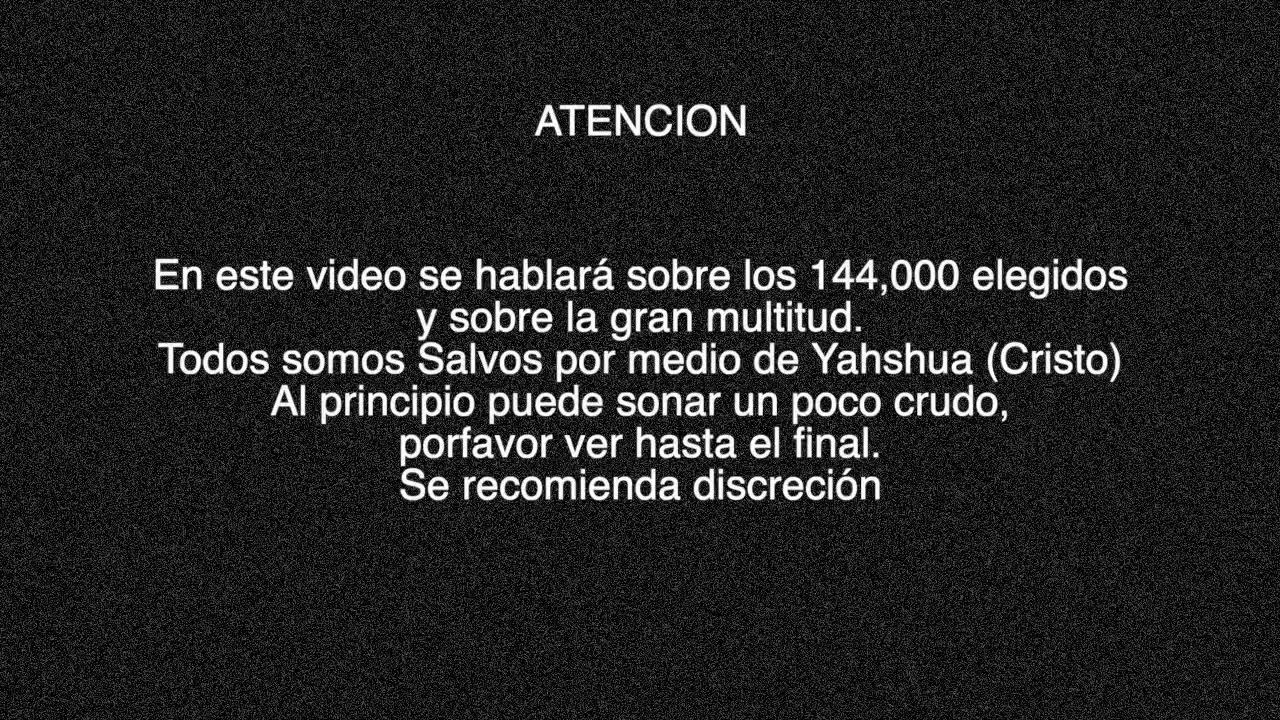 ATENCION
En este video se hablará sobre los 144,000 elegidos
y sobre la gran multitud.
Todos somos Salvos por medio de Yahshua (Cristo)
Al principio puede sonar un poco crudo,
porfavor ver hasta el final.
Se recomienda discreción